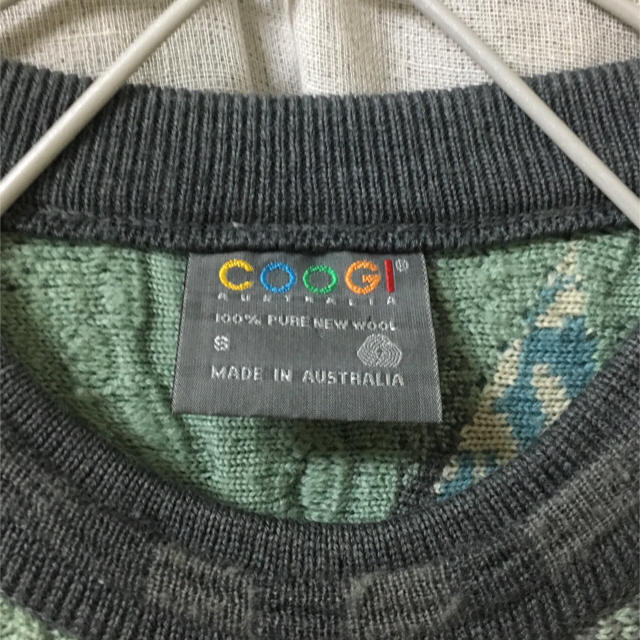 COOGI®
AUSTRALIA
100% PURE NEW WOOL
S
MADE IN AUSTRALIA